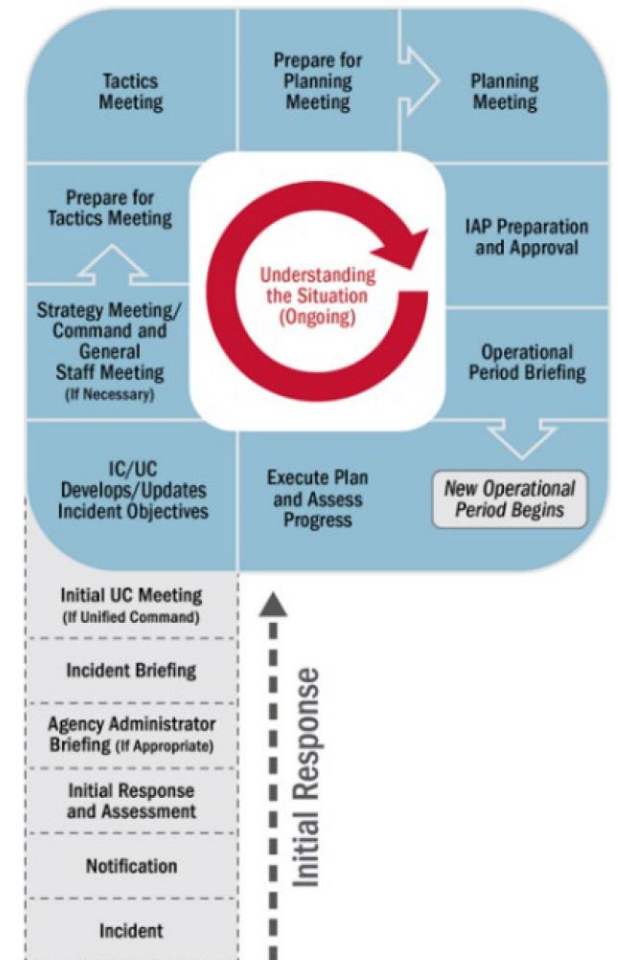 Tactics
Meeting
Prepare for
Planning
Meeting
Planning
Meeting
Prepare for
Tactics Meeting
IAP Preparation
and Approval
Understanding
the Situation
(Ongoing)
Strategy Meeting/
Command and
General
Staff Meeting
(If Necessary)
Operational
Period Briefing
IC/UC
Develops/Updates
Incident Objectives
Execute Plan
and Assess
Progress
New Operational
Period Begins
Initial UC Meeting
(If Unified Command)
Incident Briefing
Agency Administrator
Briefing (If Appropriate)
Initial Response
and Assessment
Notification
Incident
Initial Response